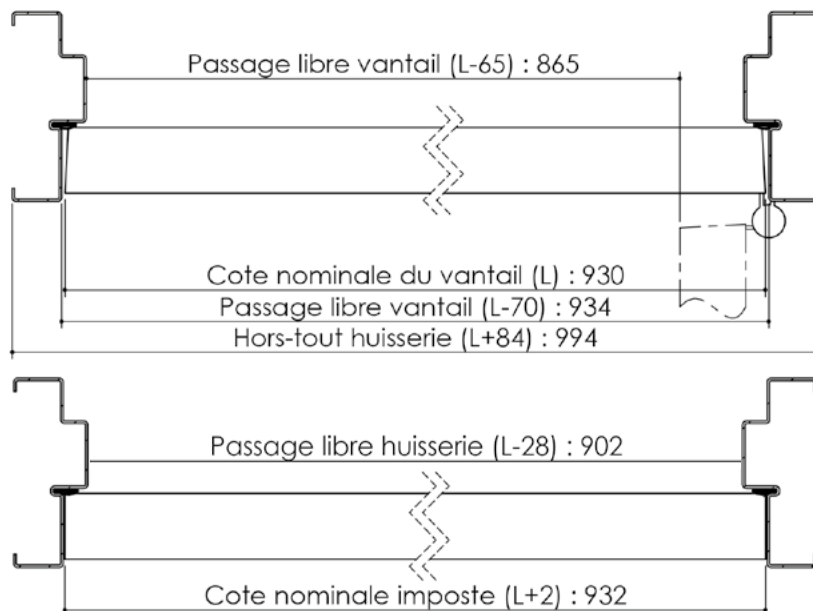 Passage libre vantail (L-65) : 865
Cote nominale du vantail (L) : 930
Passage libre vantail (L-70) : 934
Hors-tout huisserie (L+84) : 994
Passage libre huisserie (L-28) : 902
Cote nominale imposte (L+2) : 932